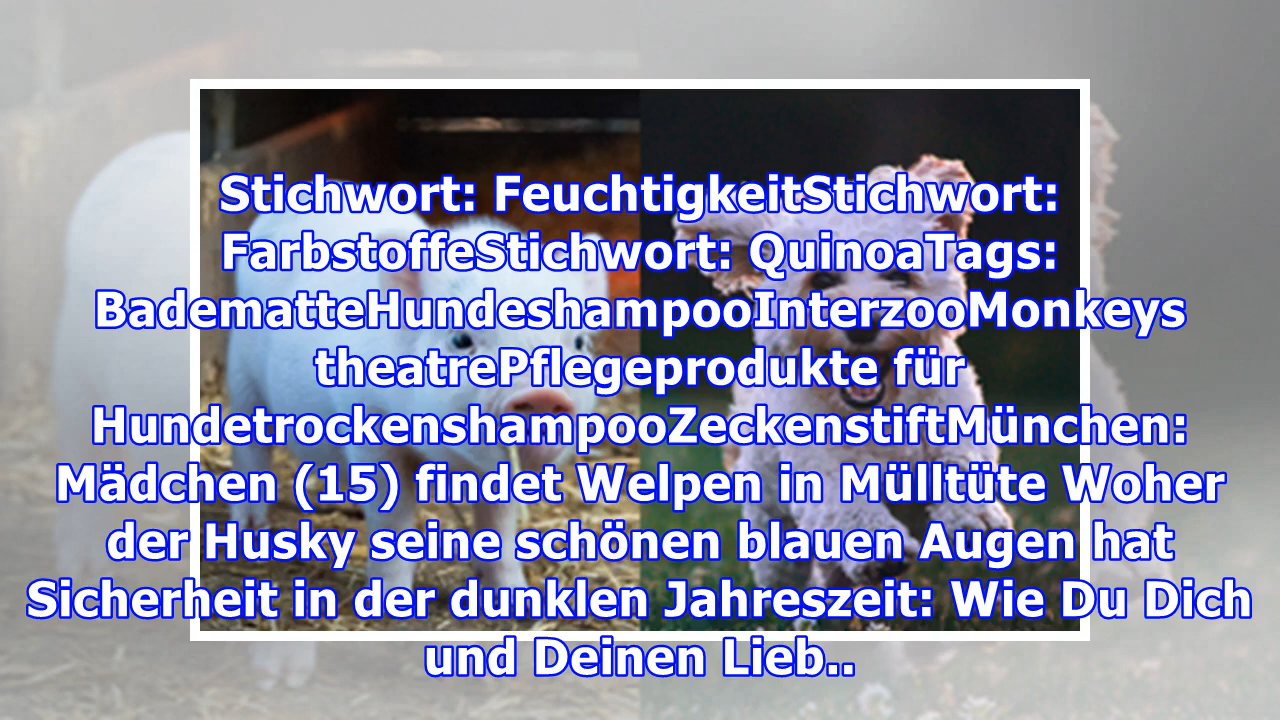 Stichwort: FeuchtigkeitStichwort:
FarbstoffeStichwort: QuinoaTags:
BadematteHundeshampooInterzooMonkeys
theatrePflegeprodukte für
HundetrockenshampooZeckenstiftMünchen:
Mädchen (15) findet Welpen in Mülltüte Woher
der Husky seine schönen blauen Augen hat
Sicherheit in der dunklen Jahreszeit: Wie Du Dich
und Deinen Lieb..